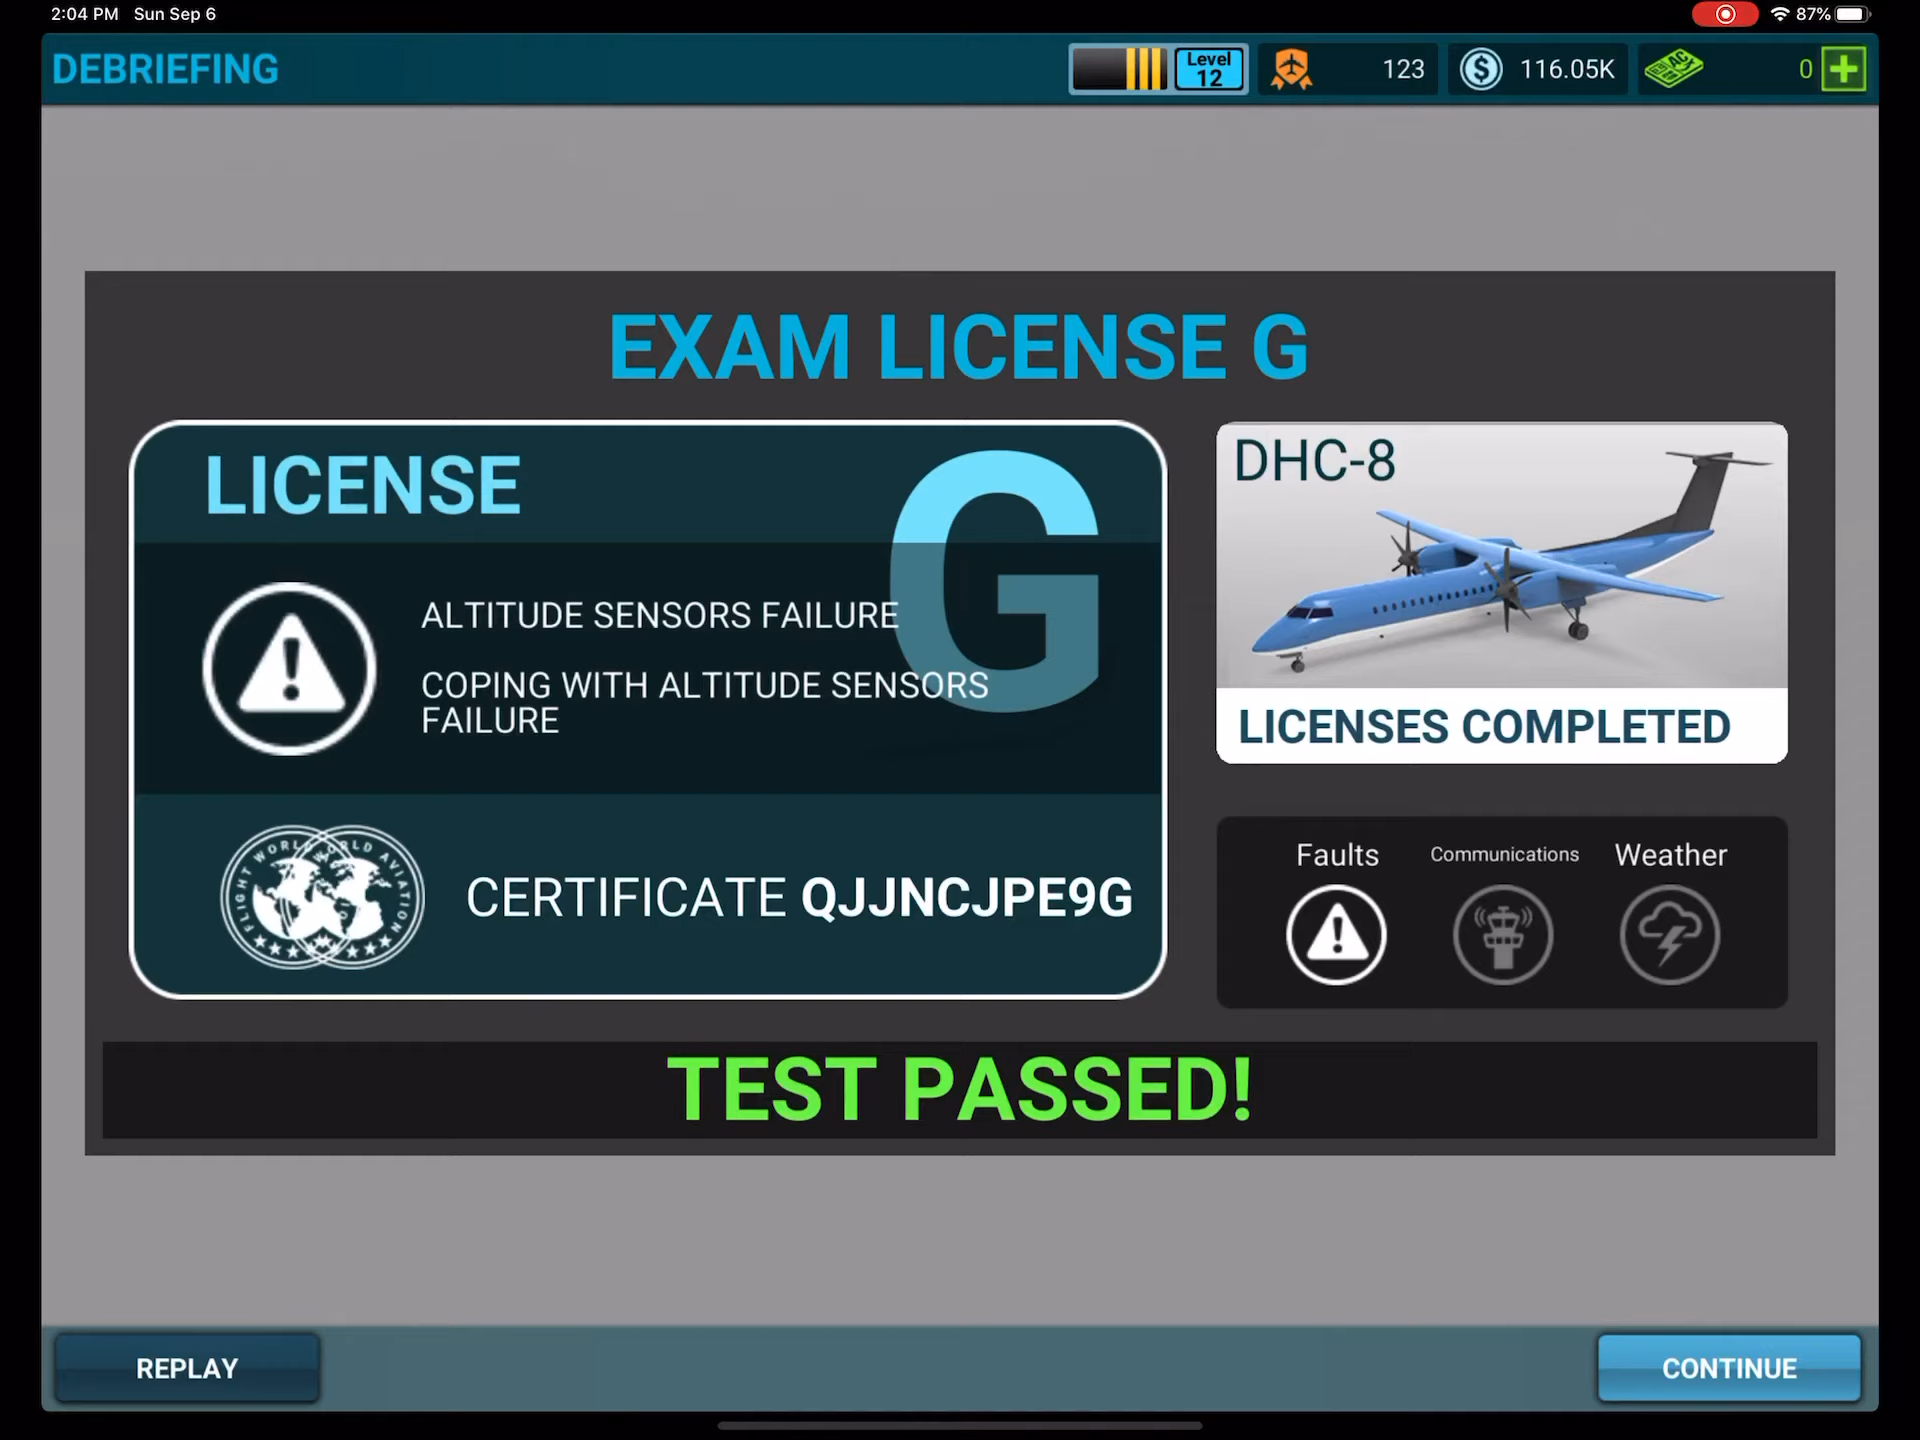 2:04 PM Sun Sep 6
87%
DEBRIEFING
Level
12
123
116.05K
0
EXAM LICENSE G
LICENSE
G
ALTITUDE SENSORS FAILURE
COPING WITH ALTITUDE SENSORS
FAILURE
CERTIFICATE QJJNCJPE9G
DHC-8
LICENSES COMPLETED
Faults
Communications
Weather
TEST PASSED!
REPLAY
CONTINUE